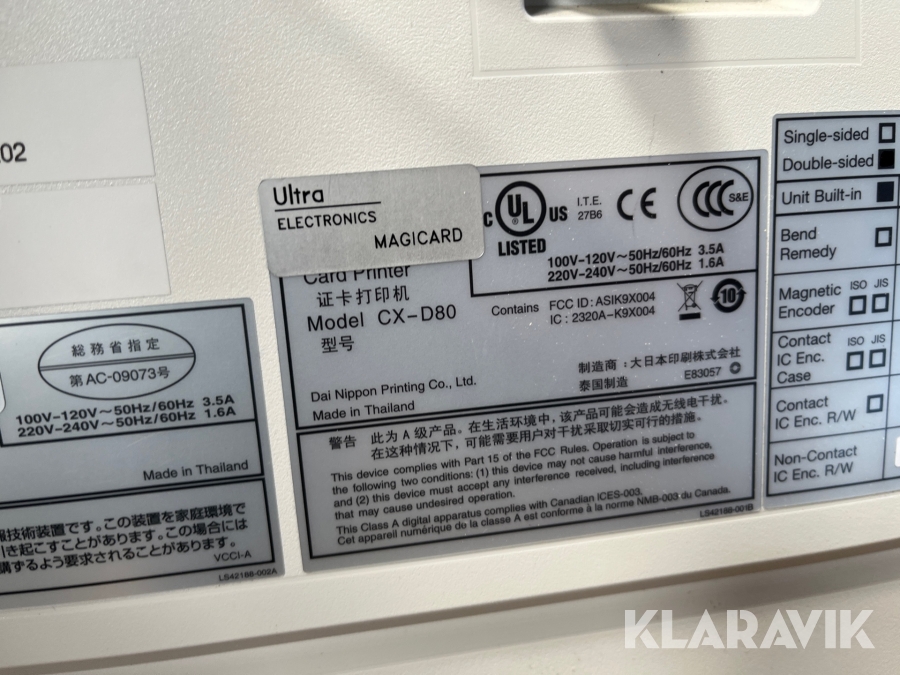 .02
Ultra
ELECTRONICS
MAGICARD
Card Printer
证卡打印机
Model CX-D80
型号
Dai Nippon Printing Co., Ltd.
Made in Thailand
C UL US
®
LISTED
I.T.E.
27B6
CE
CCC S&E
100V-120V～50Hz/60Hz 3.5A
220V-240V～50Hz/60Hz 1.6A
Contains FCC ID: ASIK9X004
IC : 2320A-K9X004
10
制造商：大日本印刷株式会社
泰国制造
E83057
警告 此为 A 级产品。在生活环境中，该产品可能会造成无线电干扰。
在这种情况下，可能需要用户对干扰采取切实可行的措施。
This device complies with Part 15 of the FCC Rules. Operation is subject to
the following two conditions: (1) this device may not cause harmful interference,
and (2) this device must accept any interference received, including interference
that may cause undesired operation.
This Class A digital apparatus complies with Canadian ICES-003.
Cet appareil numérique de la classe A est conforme à la norme NMB-003 du Canada.
LS42168-001B
総務省指定
第AC-09073号
100V-120V～50Hz/60Hz 3.5A
220V-240V～50Hz/60Hz 1.6A
Made in Thailand
技術装置です。この装置を家庭環境で
き起こすことがあります。この場合には
講ずるよう要求されることがあります。
VCCI-A
LS42168-002A
Single-sided
Double-sided
Unit Built-in
Bend
Remedy
Magnetic ISO JIS
Encoder
Contact ISO JIS
IC Enc.
Case
Contact
IC Enc. R/W
Non-Contact
IC Enc. R/W
KLARAVIK